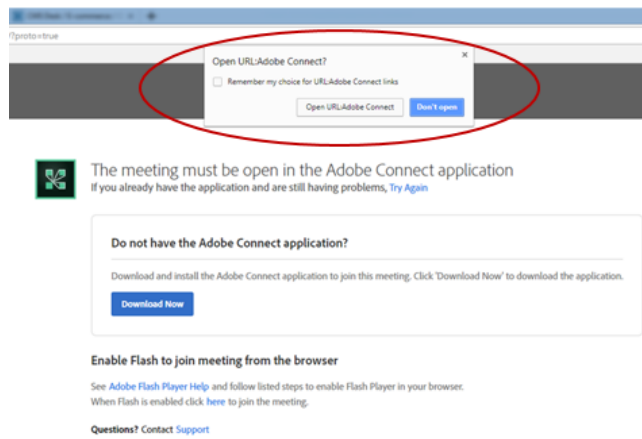 /?proto=true
Open URL:Adobe Connect?
Remember my choice for URL:Adobe Connect links
Open URL:Adobe Connect Don't open
The meeting must be open in the Adobe Connect application
If you already have the application and are still having problems, Try Again
Do not have the Adobe Connect application?
Download and install the Adobe Connect application to join this meeting. Click 'Download Now' to download the application.
Download Now
Enable Flash to join meeting from the browser
See Adobe Flash Player Help and follow listed steps to enable Flash Player in your browser.
When Flash is enabled click here to join the meeting.
Questions? Contact Support